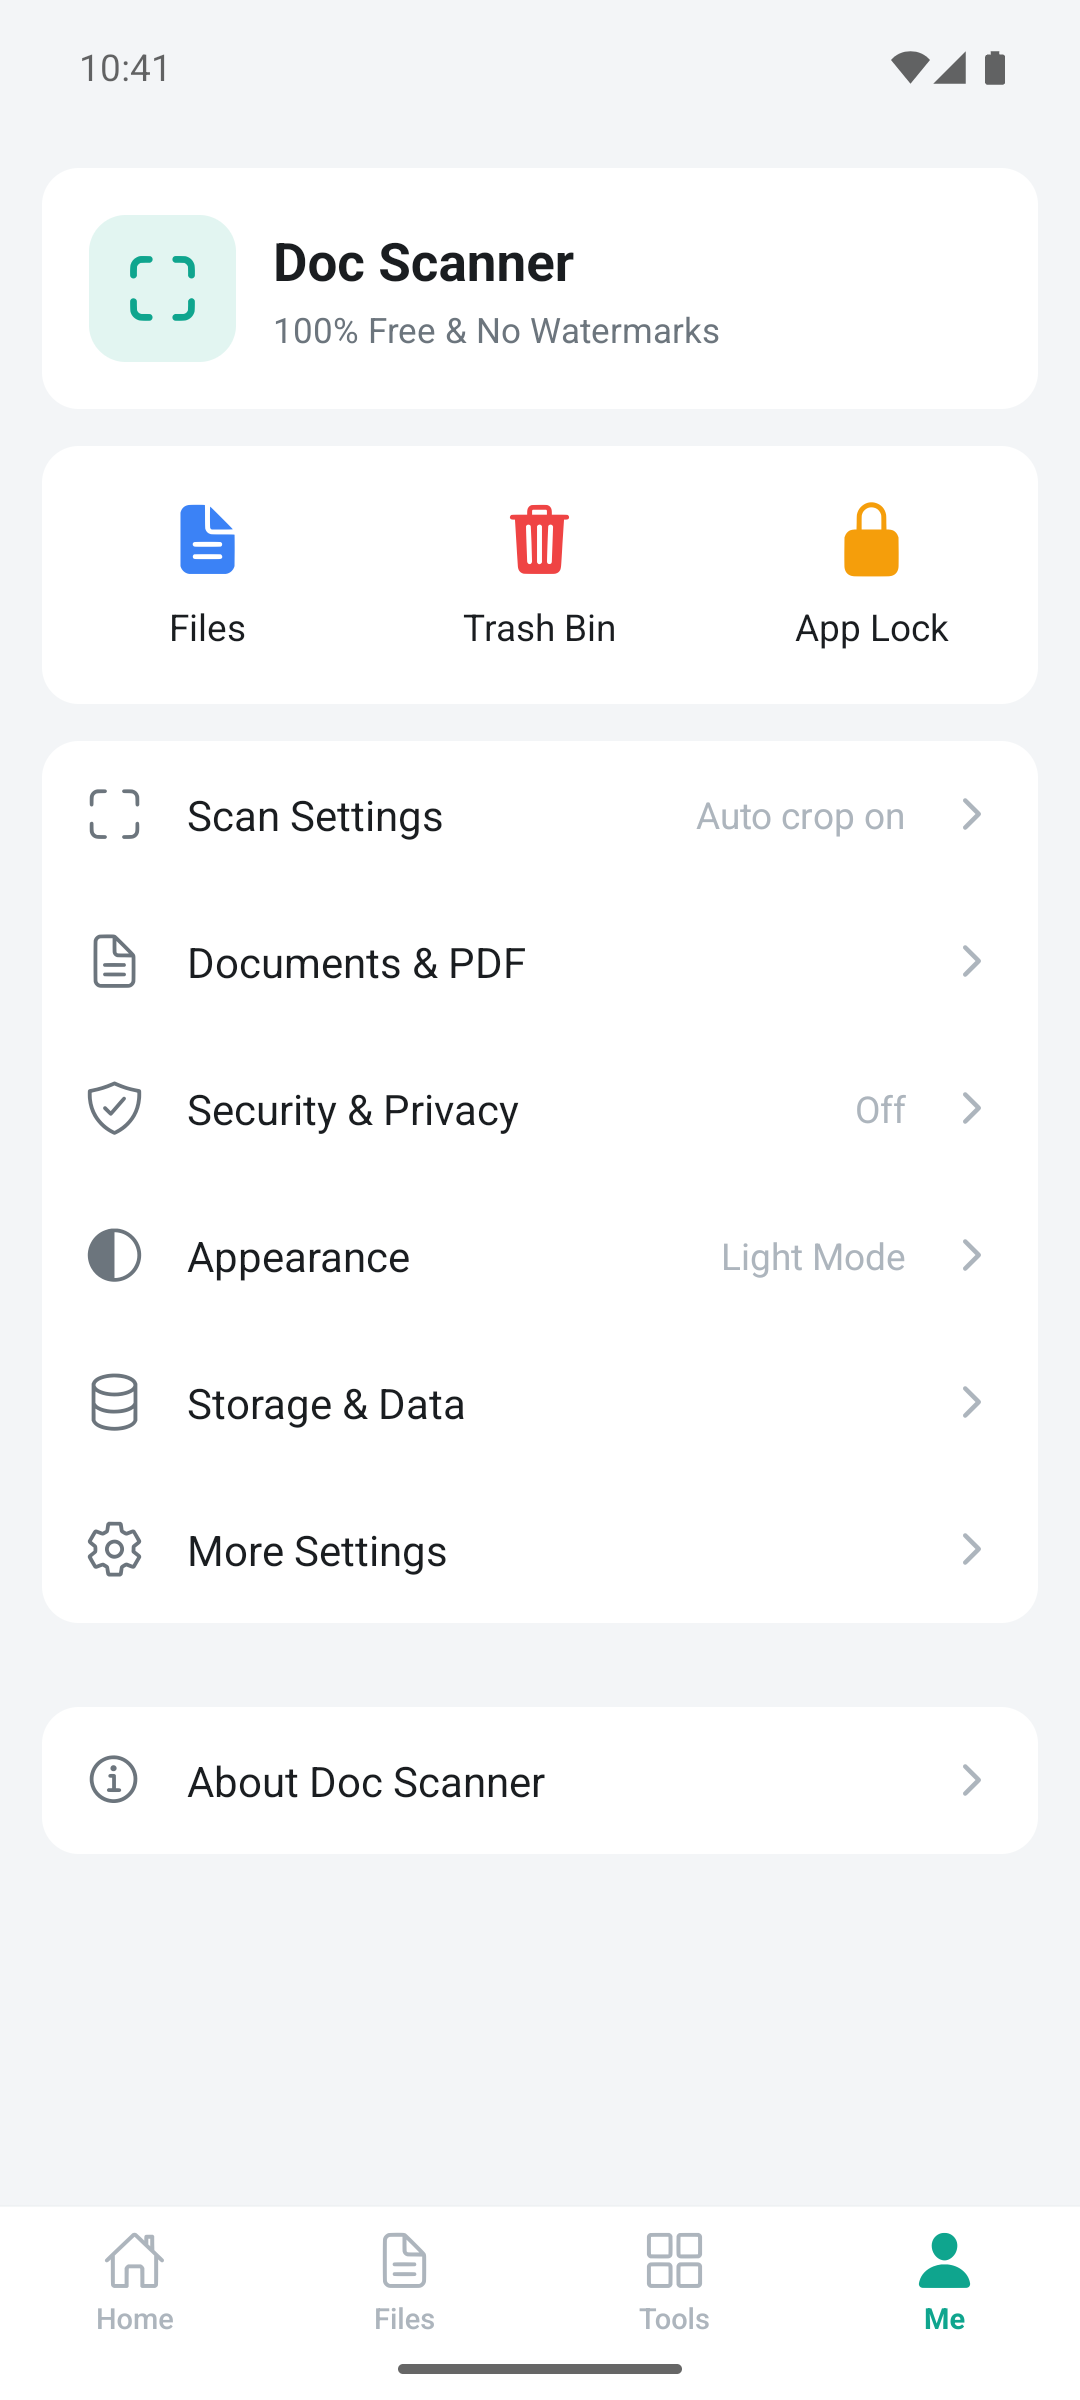 10:41
Doc Scanner
100% Free & No Watermarks
Files
Trash Bin
App Lock
Scan Settings
Auto crop on
Documents & PDF
Security & Privacy
Off
Appearance
Light Mode
Storage & Data
More Settings
About Doc Scanner
Home
Files
Tools
Me